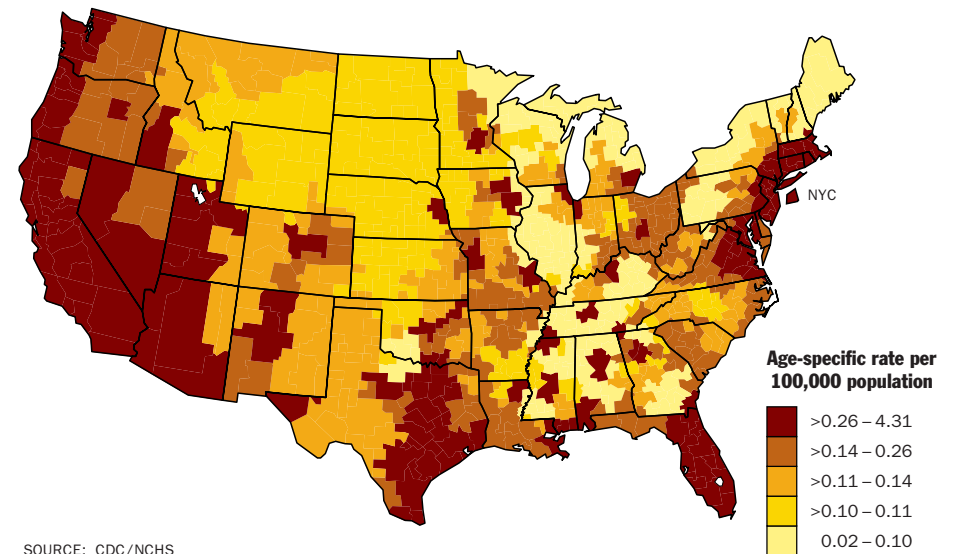 NYC
Age-specific rate per
100,000 population
>0.26 – 4.31
>0.14 – 0.26
>0.11 – 0.14
>0.10 – 0.11
0.02 – 0.10
SOURCE: CDC/NCHS